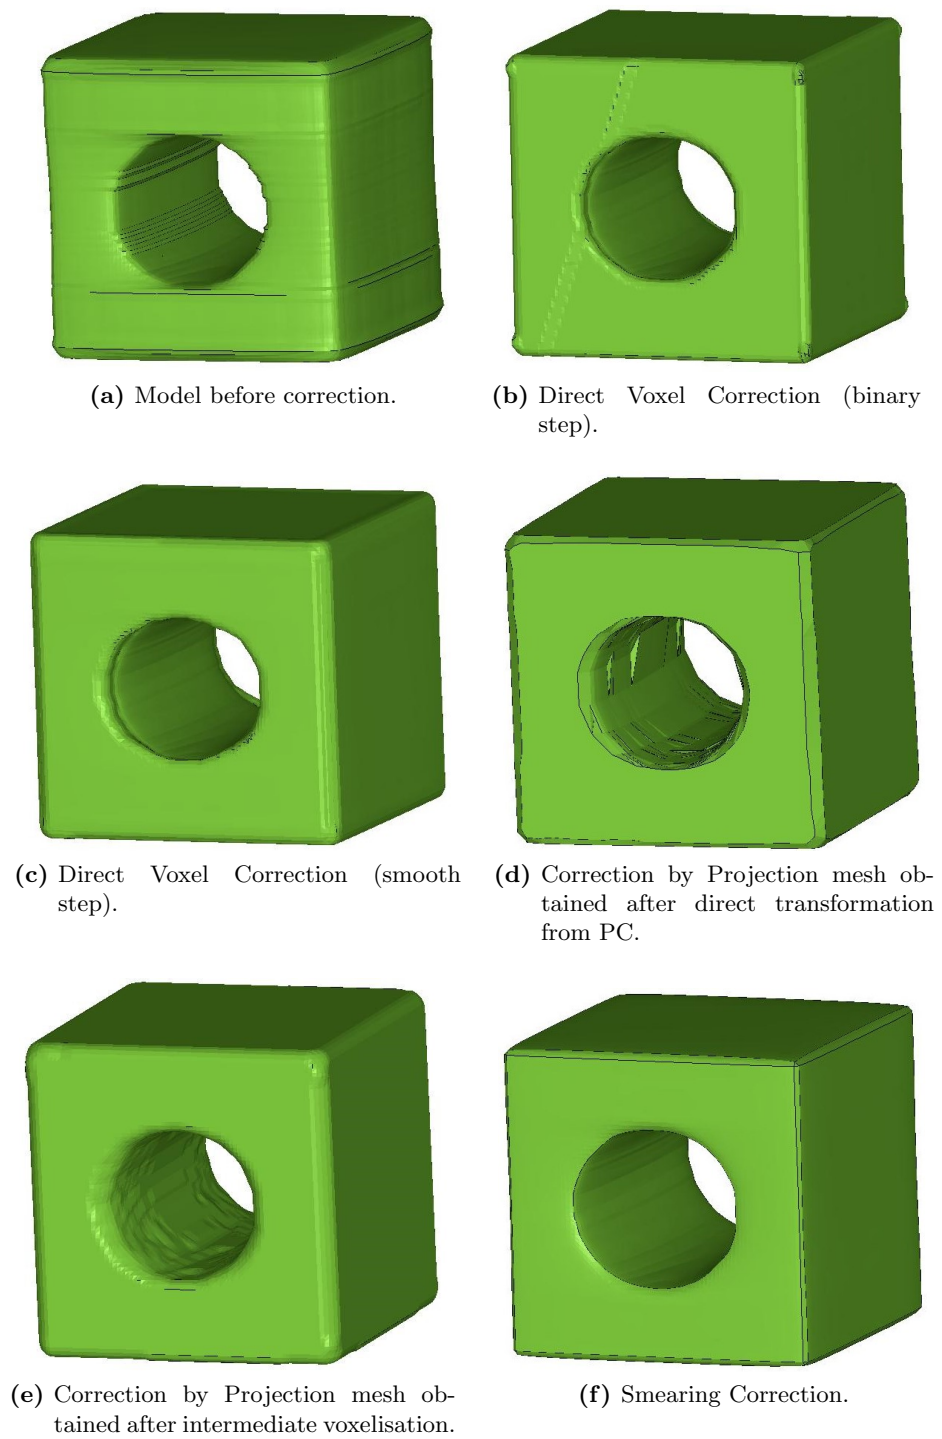 (a) Model before correction.
(b) Direct Voxel Correction (binary
step).
(c) Direct Voxel Correction (smooth
step).
(d) Correction by Projection mesh ob-
tained after direct transformation
from PC.
(e) Correction by Projection mesh ob-
tained after intermediate voxelisation.
(f) Smearing Correction.